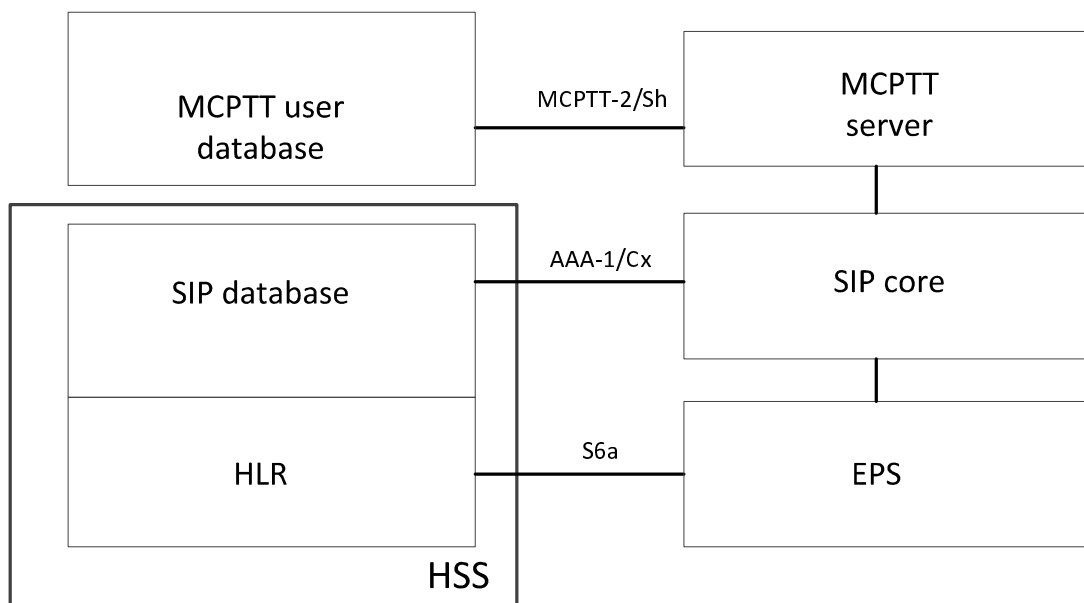 MCPTT user
database
MCPTT-2/Sh
MCPTT
server
SIP database
AAA-1/Cx
SIP core
HLR
S6a
EPS
HSS